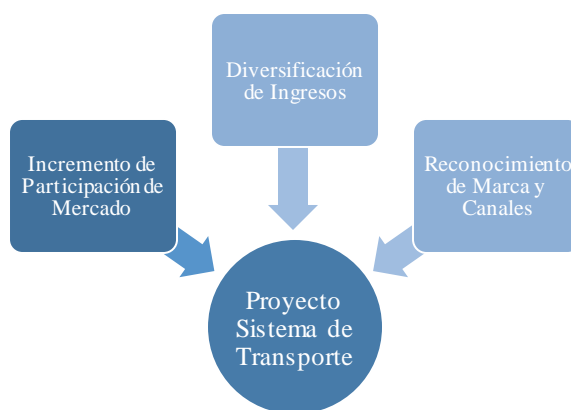 Diversificación
de Ingresos
Incremento de
Participación de
Mercado
Reconocimiento
de Marca y
Canales
Proyecto
Sistema de
Transporte